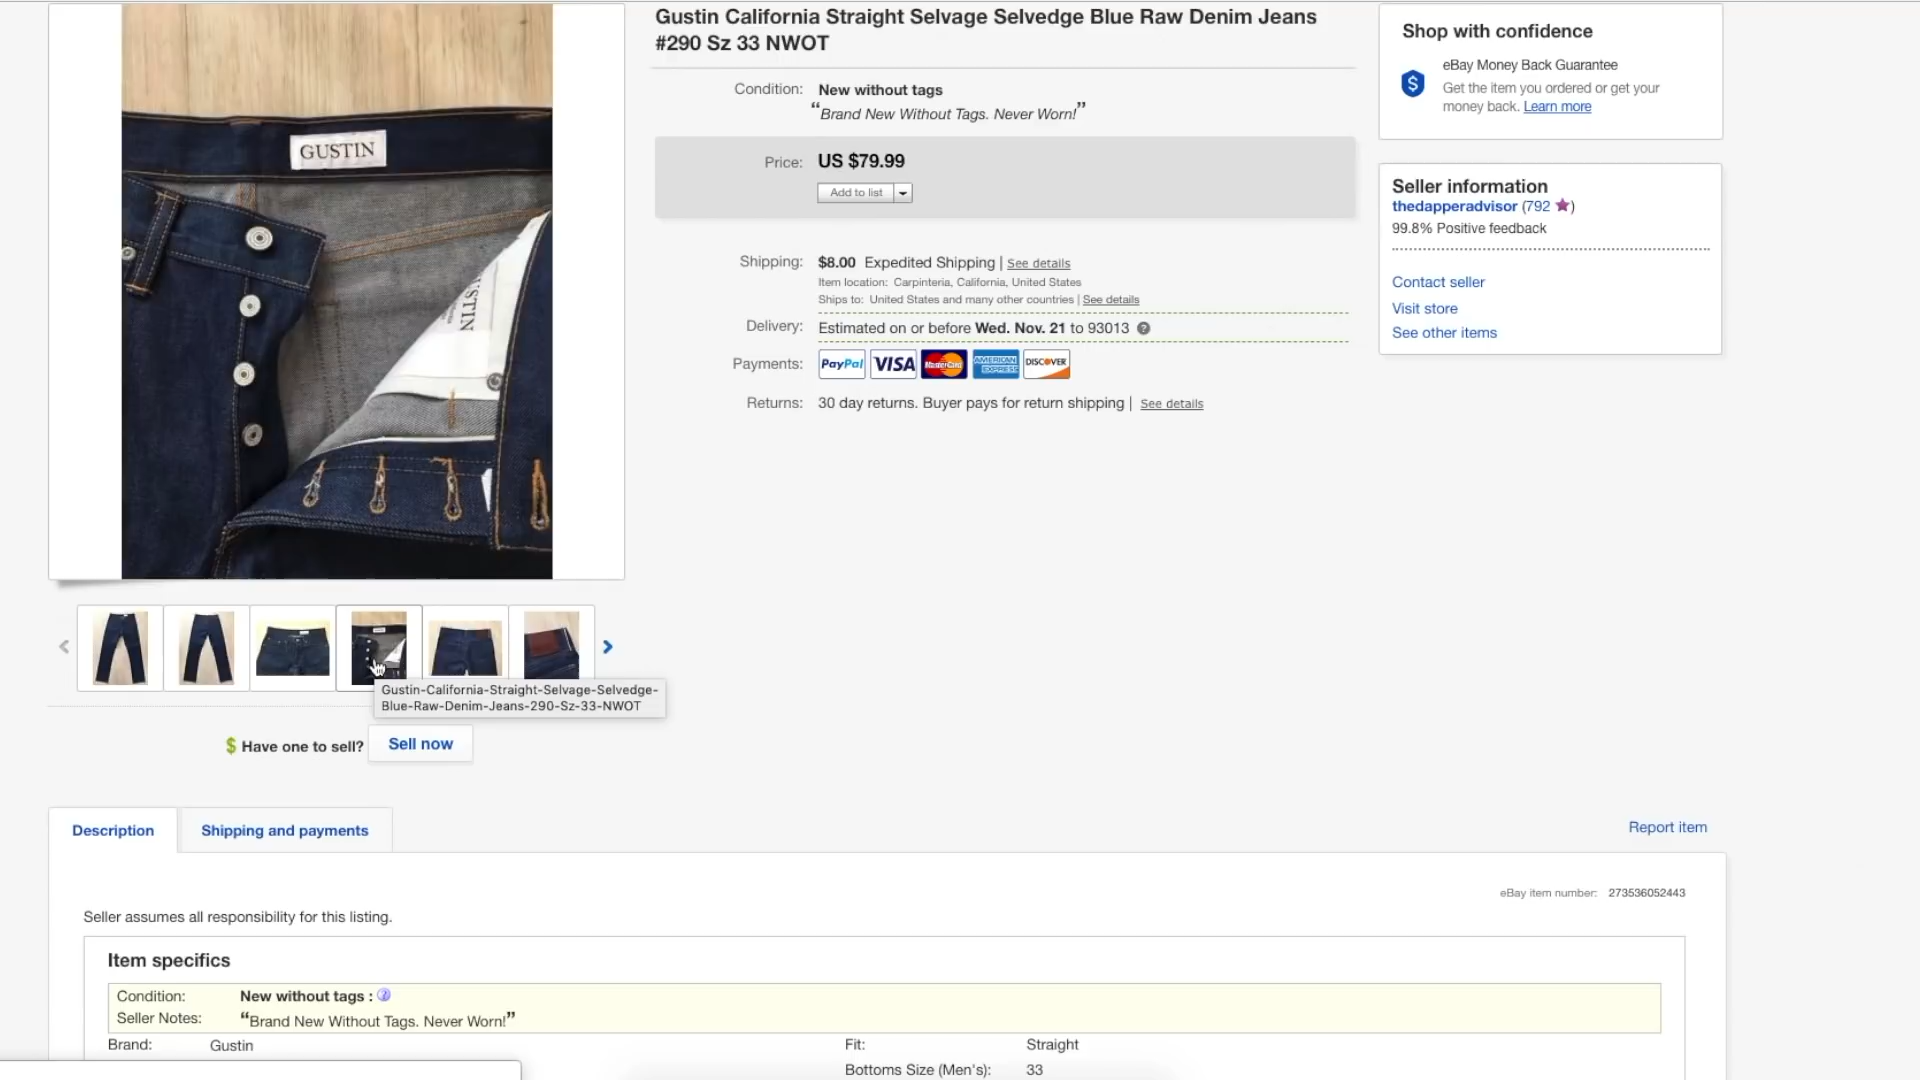 Gustin California Straight Selvage Selvedge Blue Raw Denim Jeans
#290 Sz 33 NWOT
Condition: New without tags
“Brand New Without Tags. Never Worn!”
Price: US $79.99
Add to list
Shipping: $8.00 Expedited Shipping | See details
Item location: Carpinteria, California, United States
Ships to: United States and many other countries | See details
Delivery: Estimated on or before Wed. Nov. 21 to 93013 ?
Payments: PayPal VISA MasterCard AMERICAN EXPRESS DISCOVER
Returns: 30 day returns. Buyer pays for return shipping | See details
Shop with confidence
$
eBay Money Back Guarantee
Get the item you ordered or get your
money back. Learn more
Seller information
thedapperadvisor (792 ★)
99.8% Positive feedback
Contact seller
Visit store
See other items
GUSTIN
USTIN
Gustin-California-Straight-Selvage-Selvedge-
Blue-Raw-Denim-Jeans-290-Sz-33-NWOT
$ Have one to sell? Sell now
Description
Shipping and payments
Report item
eBay item number: 273536052443
Seller assumes all responsibility for this listing.
Item specifics
Condition: New without tags : ?
Seller Notes: “Brand New Without Tags. Never Worn!”
Brand: Gustin
Fit: Straight
Bottoms Size (Men's): 33